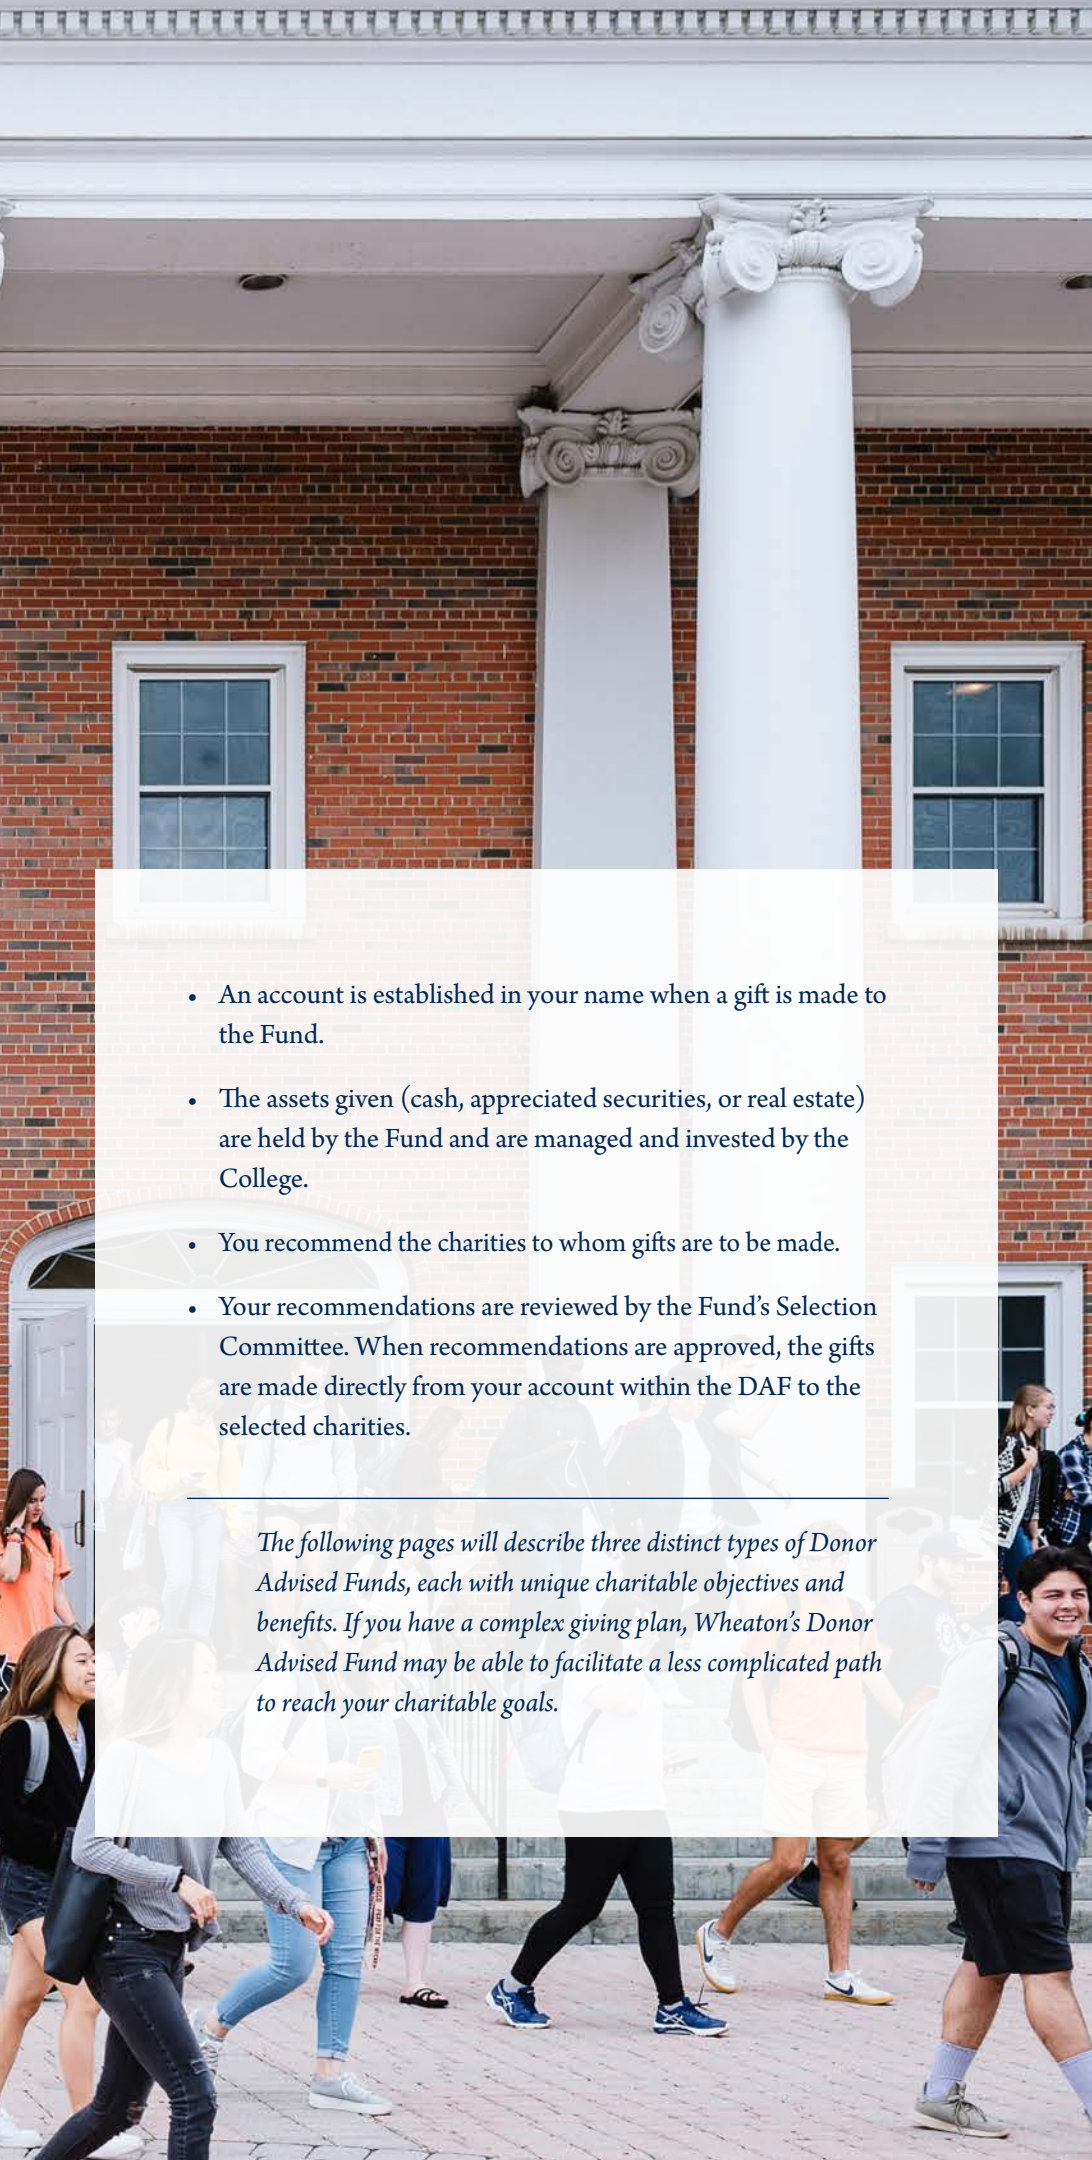 • An account is established in your name when a gift is made to
the Fund.
• The assets given (cash, appreciated securities, or real estate)
are held by the Fund and are managed and invested by the
College.
• You recommend the charities to whom gifts are to be made.
• Your recommendations are reviewed by the Fund’s Selection
Committee. When recommendations are approved, the gifts
are made directly from your account within the DAF to the
selected charities.
The following pages will describe three distinct types of Donor
Advised Funds, each with unique charitable objectives and
benefits. If you have a complex giving plan, Wheaton’s Donor
Advised Fund may be able to facilitate a less complicated path
to reach your charitable goals.